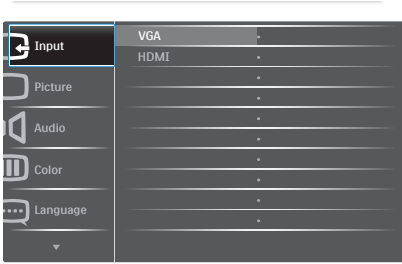 Input
Picture
Audio
Color
Language
VGA
HDMI